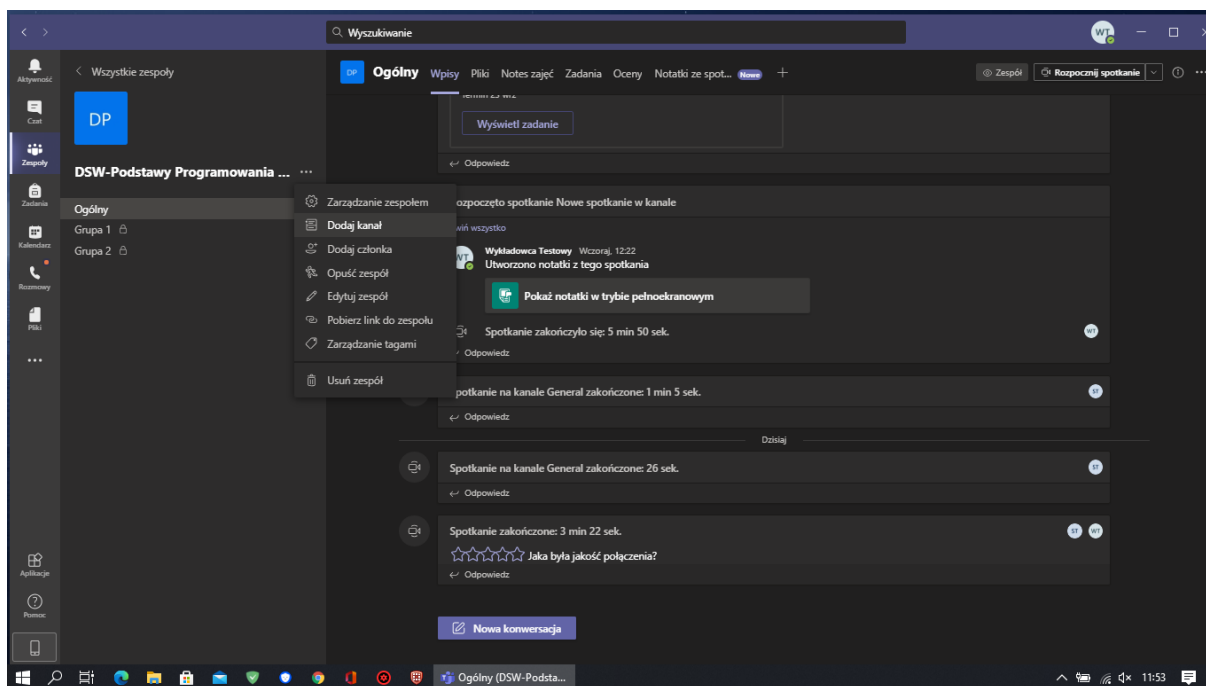 Wyszukiwanie
WT
Aktywność
Czat
Zespoły
Zadania
Kalendarz
Rozmowy
Pliki
Aplikacje
Pomoc
Wszystkie zespoły
DP
DSW-Podstawy Programowania ... ...
Ogólny
Grupa 1
Grupa 2
Zarządzanie zespołem
Dodaj kanał
Dodaj członka
Opuść zespół
Edytuj zespół
Pobierz link do zespołu
Zarządzanie tagami
Usuń zespół
DP Ogólny Wpisy Pliki Notes zajęć Zadania Oceny Notatki ze spot... Nowe +
Zespół Rozpocznij spotkanie
Wyświetl zadanie
Odpowiedz
ozpoczęto spotkanie Nowe spotkanie w kanale
wiń wszystko
WT Wykładowca Testowy Wczoraj, 12:22
Utworzono notatki z tego spotkania
Pokaż notatki w trybie pełnoekranowym
Spotkanie zakończyło się: 5 min 50 sek. WT
Odpowiedz
potkanie na kanale General zakończone: 1 min 5 sek. ST
Odpowiedz
Dzisiaj
Spotkanie na kanale General zakończone: 26 sek. ST
Odpowiedz
Spotkanie zakończone: 3 min 22 sek. ST WT
Jaka była jakość połączenia?
Odpowiedz
Nowa konwersacja
Ogólny (DSW-Podsta...
11:53